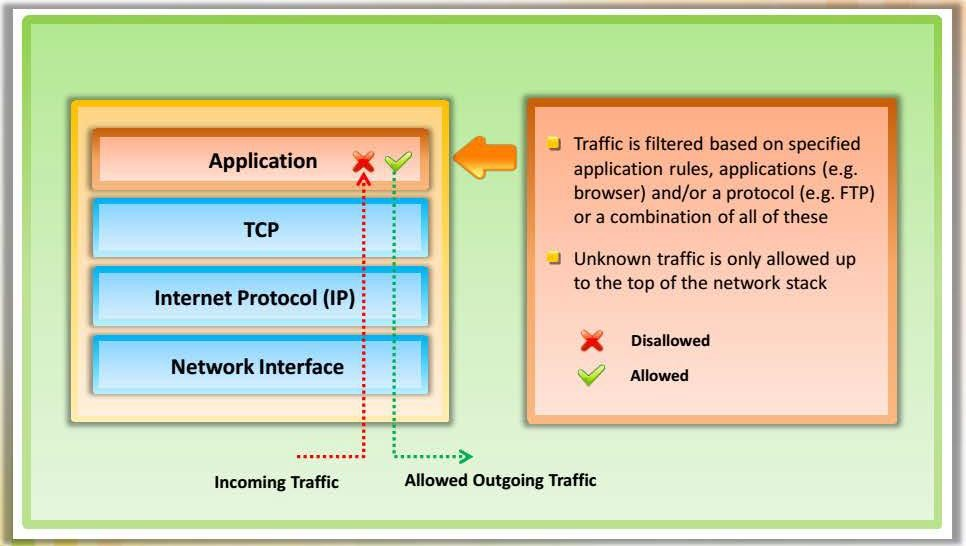 Application
TCP
Internet Protocol (IP)
Network Interface
Incoming Traffic
Allowed Outgoing Traffic
Traffic is filtered based on specified
application rules, applications (e.g.
browser) and/or a protocol (e.g. FTP)
or a combination of all of these
Unknown traffic is only allowed up
to the top of the network stack
Disallowed
Allowed